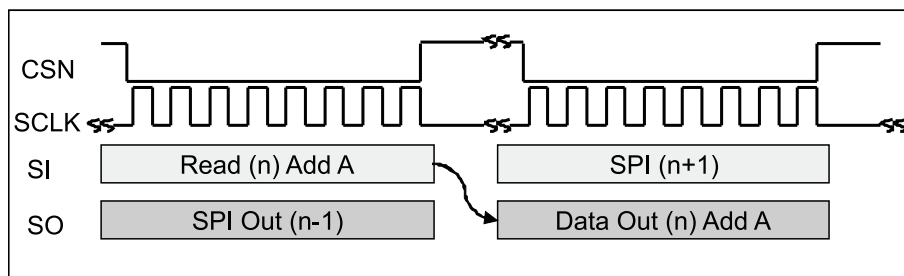 CSN
SCLK
SI Read (n) Add A SPI (n+1)
SO SPI Out (n-1) Data Out (n) Add A